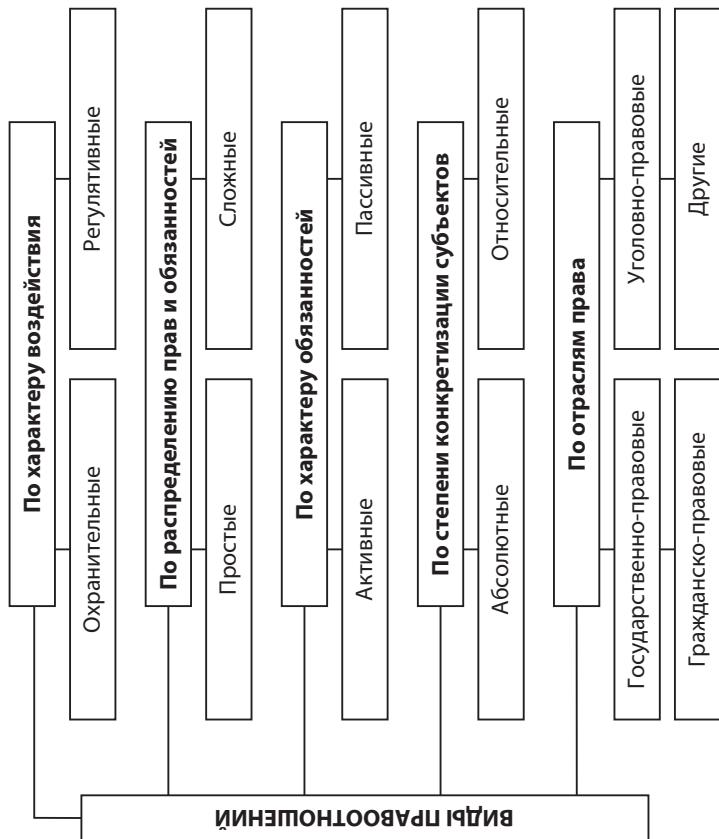 ВИДЫ ПРАВООТНОШЕНИЙ
По характеру воздействия
Охранительные
Регулятивные
По распределению прав и обязанностей
Простые
Сложные
По характеру обязанностей
Активные
Пассивные
По степени конкретизации субъектов
Абсолютные
Относительные
По отраслям права
Государственно-правовые
Уголовно-правовые
Гражданско-правовые
Другие